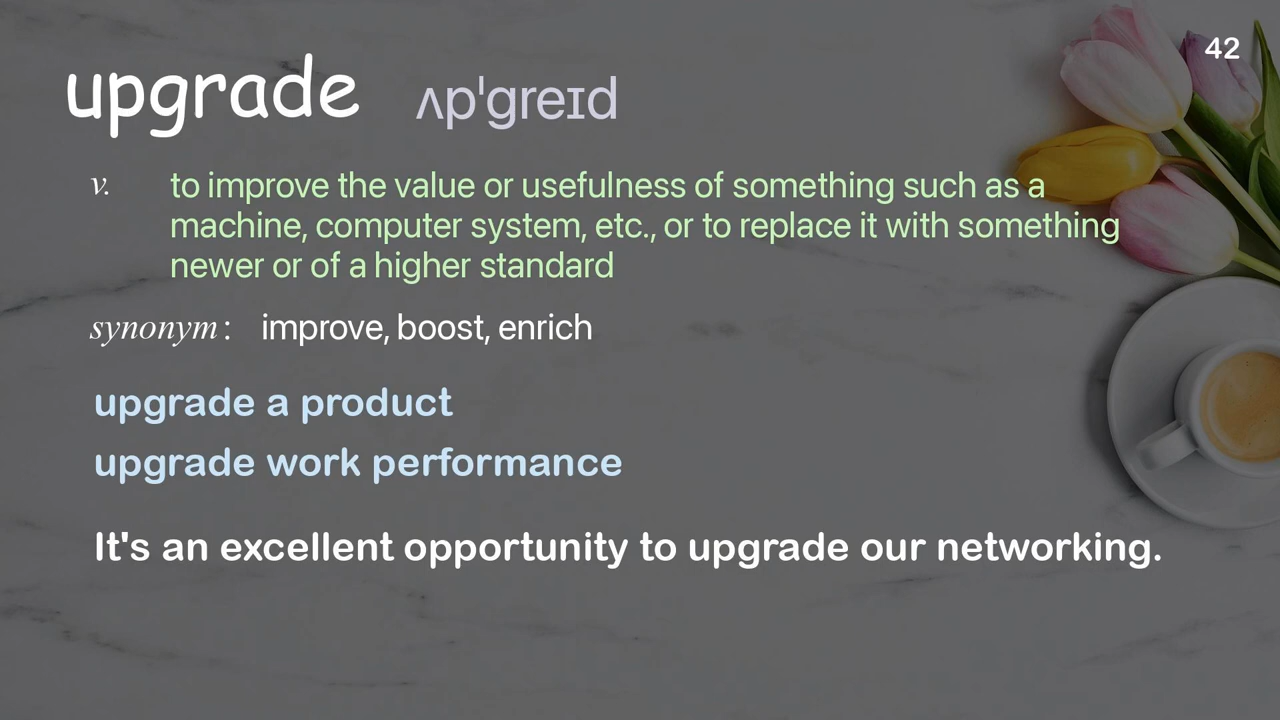 42
upgrade ʌp'greɪd
v. to improve the value or usefulness of something such as a
machine, computer system, etc., or to replace it with something
newer or of a higher standard
synonym : improve, boost, enrich
upgrade a product
upgrade work performance
It's an excellent opportunity to upgrade our networking.